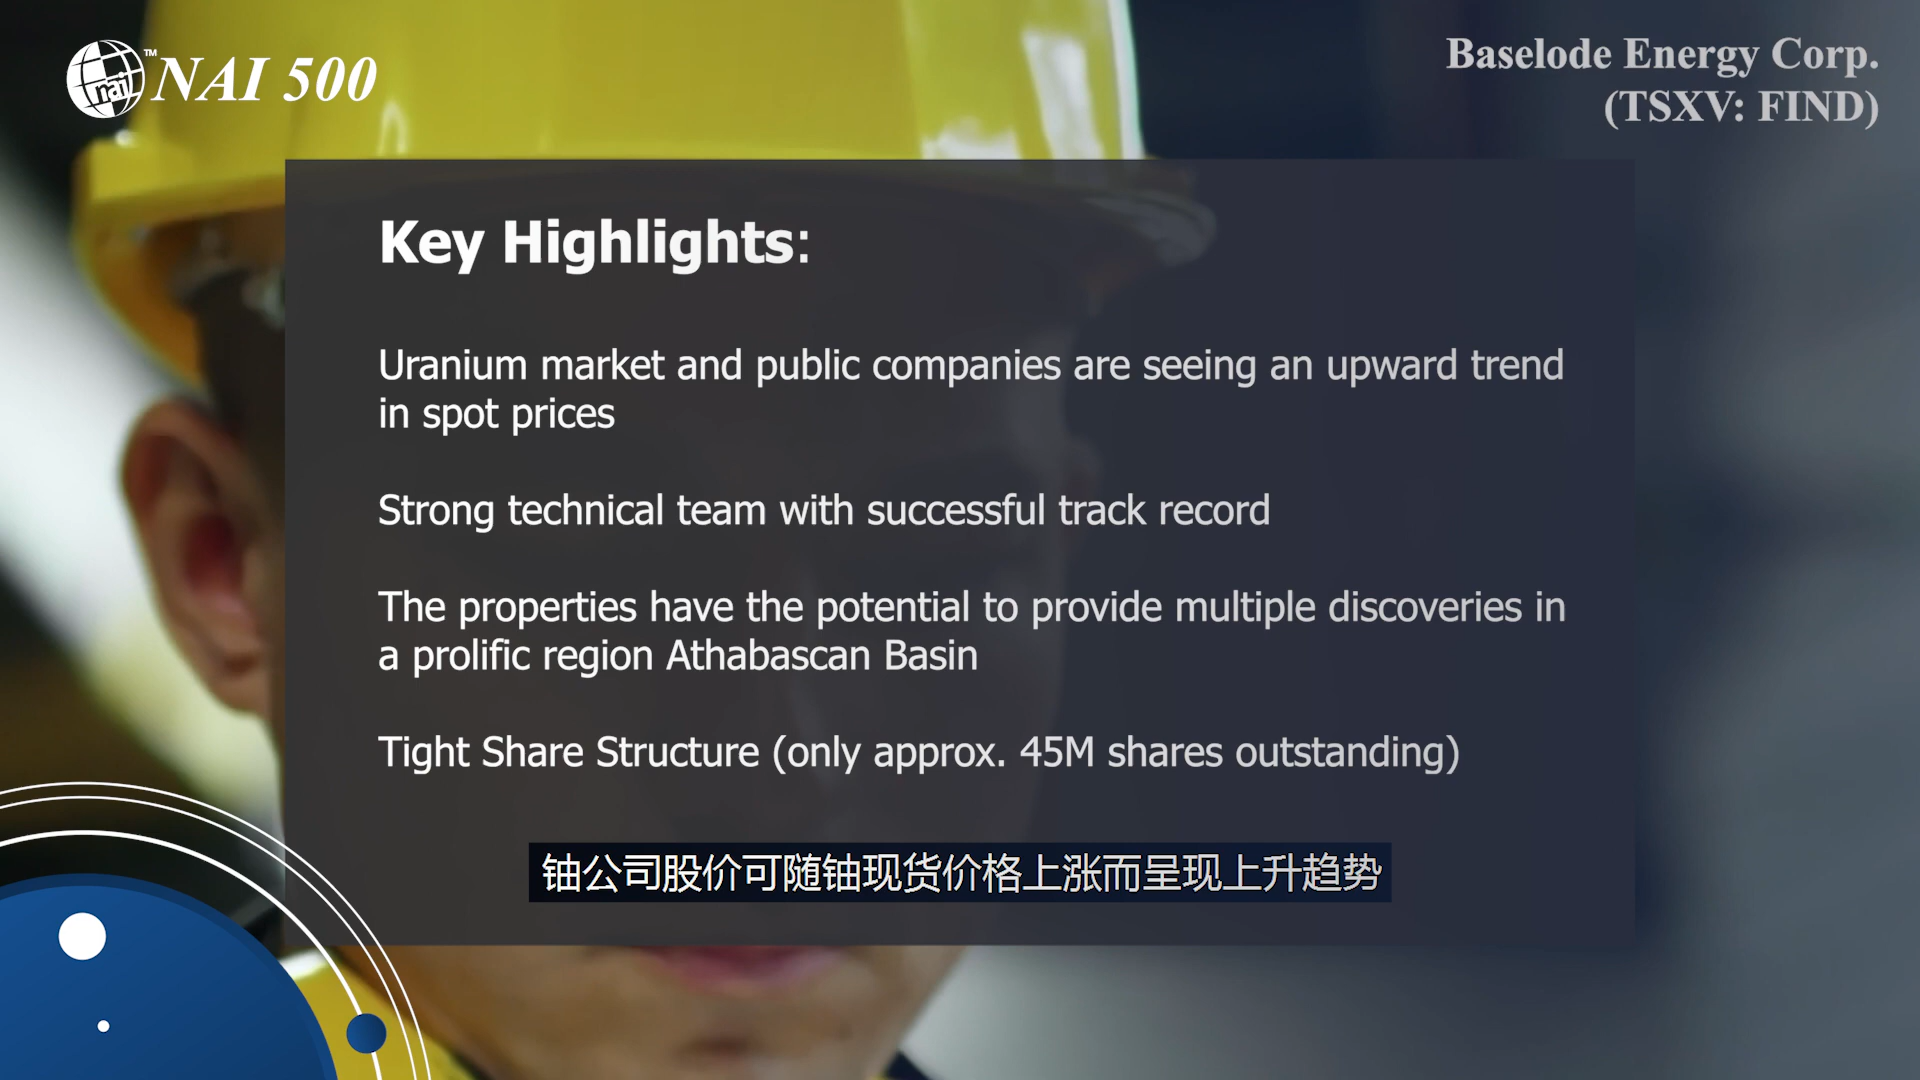 nai™ NAI 500
Baselode Energy Corp.
(TSXV: FIND)
Key Highlights:
Uranium market and public companies are seeing an upward trend
in spot prices
Strong technical team with successful track record
The properties have the potential to provide multiple discoveries in
a prolific region Athabascan Basin
Tight Share Structure (only approx. 45M shares outstanding)
铀公司股价可随铀现货价格上涨而呈现上升趋势